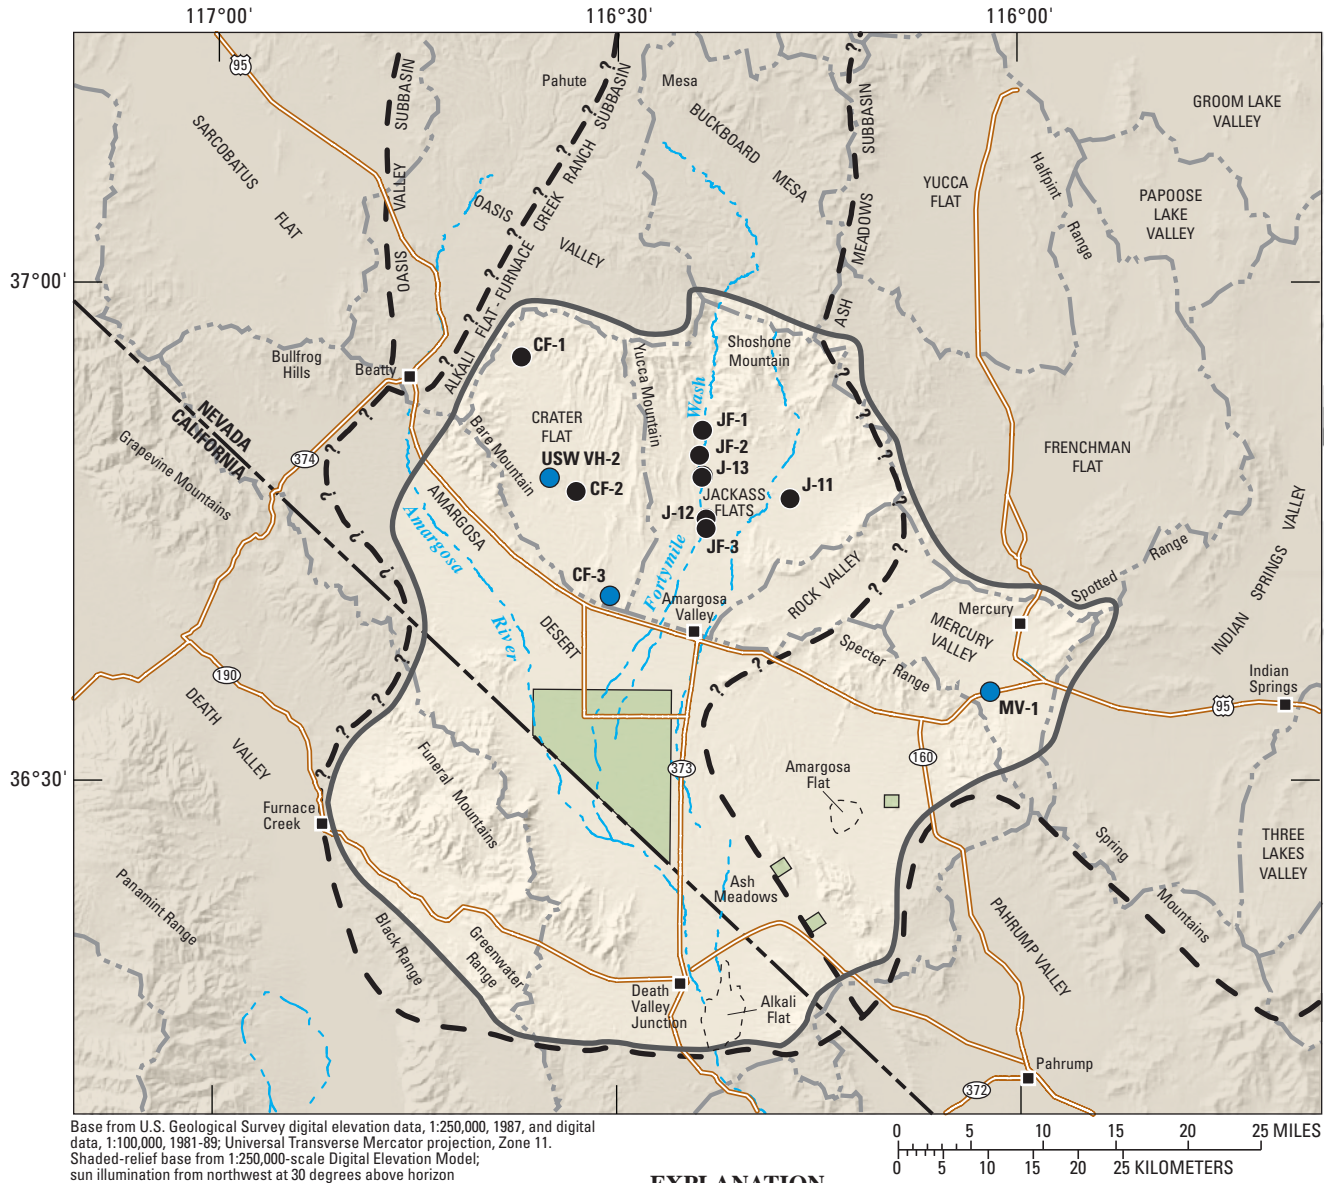 117°00'
116°30'
116°00'
95
SUBBASIN
VALLEY
OASIS
Pahute
Mesa
SUBBASIN
CREEK RANCH
ALKALI FLAT - FURNACE
BUCKBOARD
MESA
SUBBASIN
MEADOWS
ASH
GROOM LAKE
VALLEY
SARCOBATUS
FLAT
YUCCA
FLAT
Halfpint
Range
PAPOOSE
LAKE
VALLEY
OASIS
VALLEY
37°00'
Bullfrog
Hills
Beatty
CF-1
Yucca Mountain
Shoshone
Mountain
NEVADA
CALIFORNIA
Grapevine Mountains
374
Bare Mountain
CRATER
FLAT
USW VH-2
CF-2
Wash
JF-1
JF-2
J-13
JACKASS
FLATS
J-11
J-12
JF-3
FRENCHMAN
FLAT
AMARGOSA
DESERT
Amargosa
River
CF-3
Fortymile
Amargosa
Valley
ROCK VALLEY
Spotted
Range
INDIAN SPRINGS VALLEY
Mercury
MERCURY
VALLEY
Specter Range
MV-1
Indian
Springs
95
190
DEATH
VALLEY
160
373
36°30'
Furnace
Creek
Funeral Mountains
Amargosa
Flat
Ash
Meadows
Spring
Mountains
THREE
LAKES
VALLEY
Panamint Range
Black Range
Greenwater
Range
PAHRUMP VALLEY
Death
Valley
Junction
Alkali
Flat
Pahrump
372
? ? ? ? ? ? ? ? ? ? ? ? ? ? ? ? ? ? ? ? ? ? ? ? ? ?
Base from U.S. Geological Survey digital elevation data, 1:250,000, 1987, and digital
data, 1:100,000, 1981-89; Universal Transverse Mercator projection, Zone 11.
Shaded-relief base from 1:250,000-scale Digital Elevation Model;
sun illumination from northwest at 30 degrees above horizon
0 5 10 15 20 25 MILES
0 5 10 15 20 25 KILOMETERS
EXPLANATION